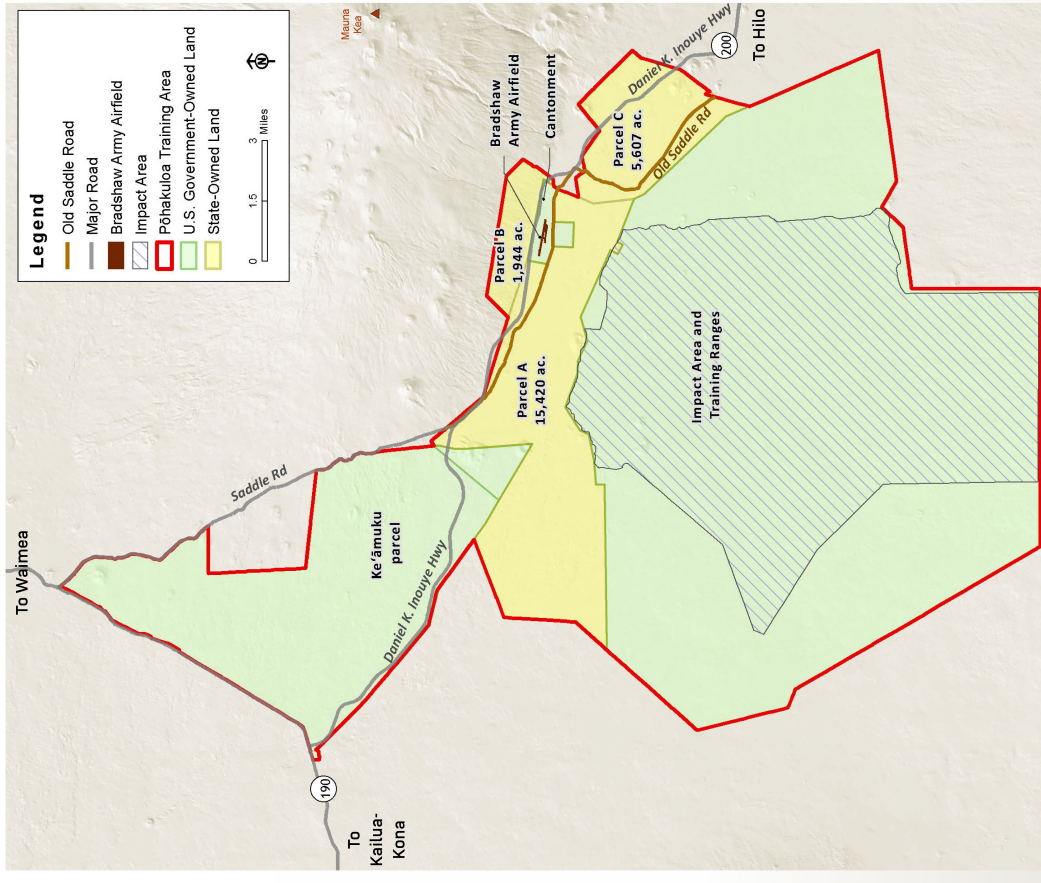 Legend
Old Saddle Road
Major Road
Bradshaw Army Airfield
Impact Area
Pōhakuloa Training Area
U.S. Government-Owned Land
State-Owned Land
0 1.5 3
Miles
N
Mauna
Kea
To Waimea
Saddle Rd
Keʻāmuku
parcel
Daniel K. Inouye Hwy
190
To
Kailua-
Kona
Parcel B
1,944 ac.
Bradshaw
Army Airfield
Cantonment
Daniel K. Inouye Hwy
200
To Hilo
Parcel C
5,607 ac.
Old Saddle Rd
Parcel A
15,420 ac.
Impact Area and
Training Ranges